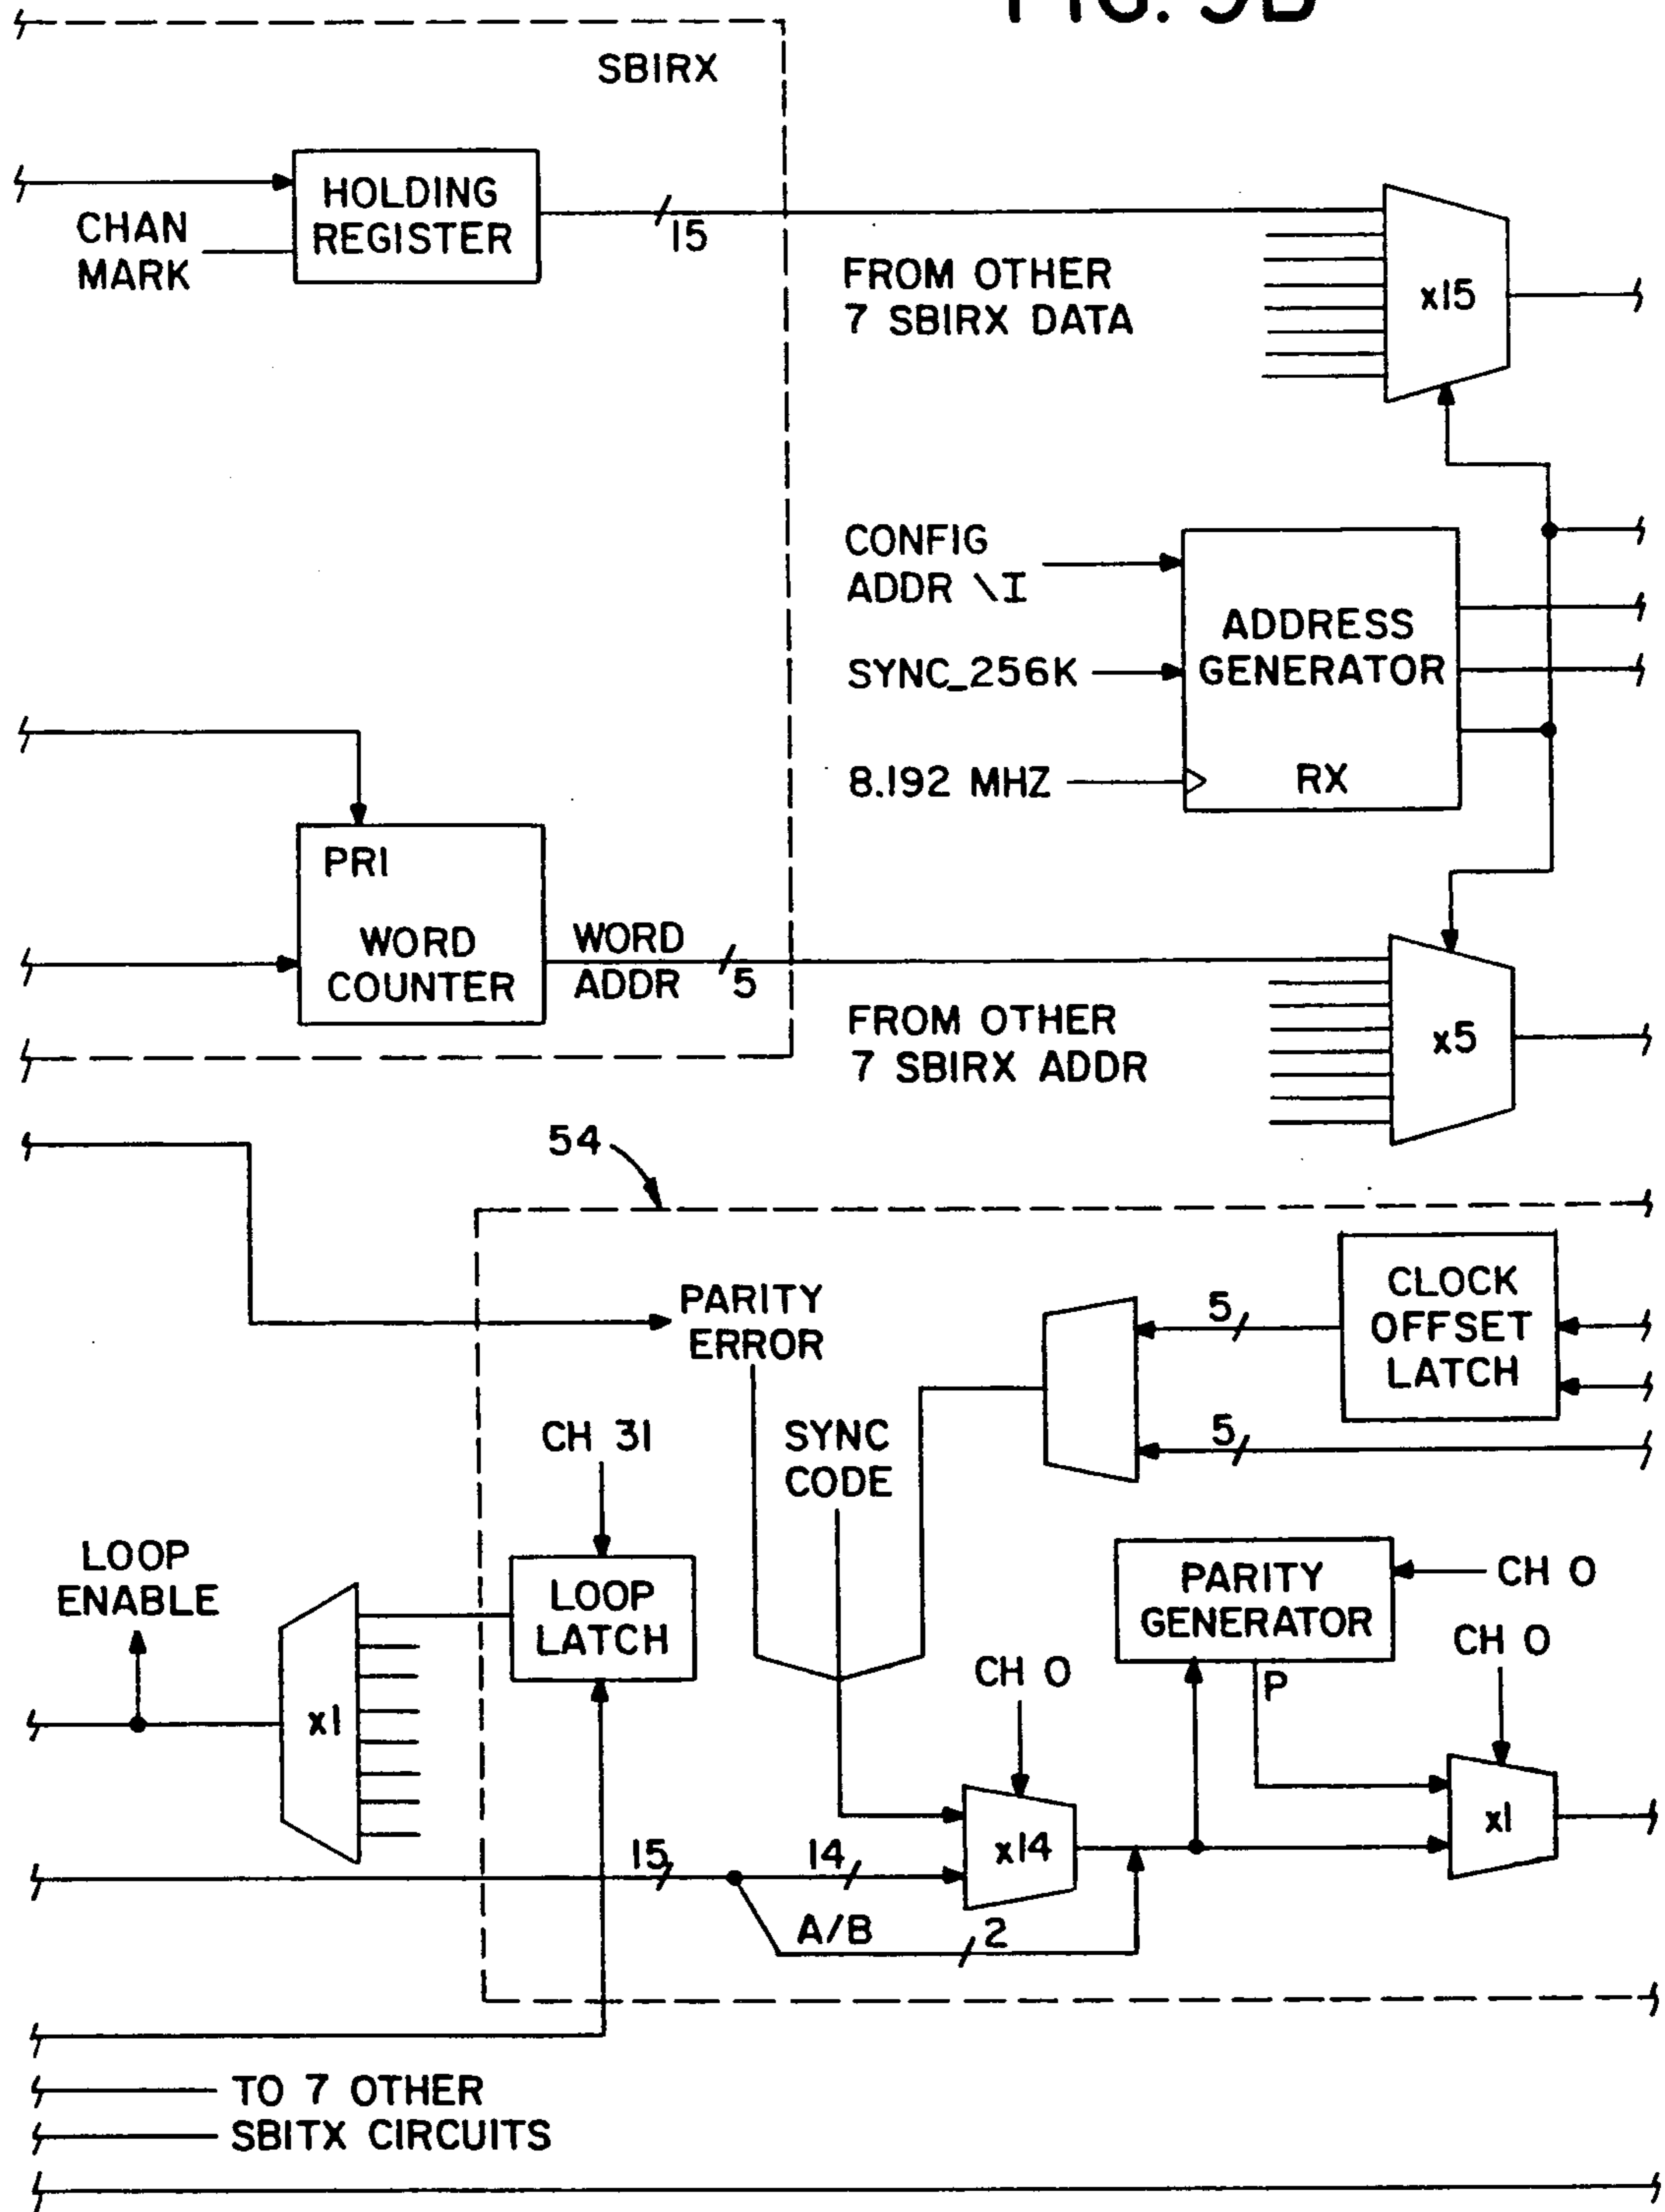 FIG. 9B
SBIRX
HOLDING
REGISTER
CHAN
MARK
15
FROM OTHER
7 SBIRX DATA
x15
CONFIG
ADDR \I
SYNC_256K
8.192 MHZ
ADDRESS
GENERATOR
RX
PRI
WORD
COUNTER
WORD
ADDR
5
FROM OTHER
7 SBIRX ADDR
x5
54
PARITY
ERROR
SYNC
CODE
5
5
CLOCK
OFFSET
LATCH
CH 31
LOOP
LATCH
LOOP
ENABLE
x1
PARITY
GENERATOR
CH 0
P
CH 0
CH 0
x14
x1
15
14
A/B
2
TO 7 OTHER
SBITX CIRCUITS